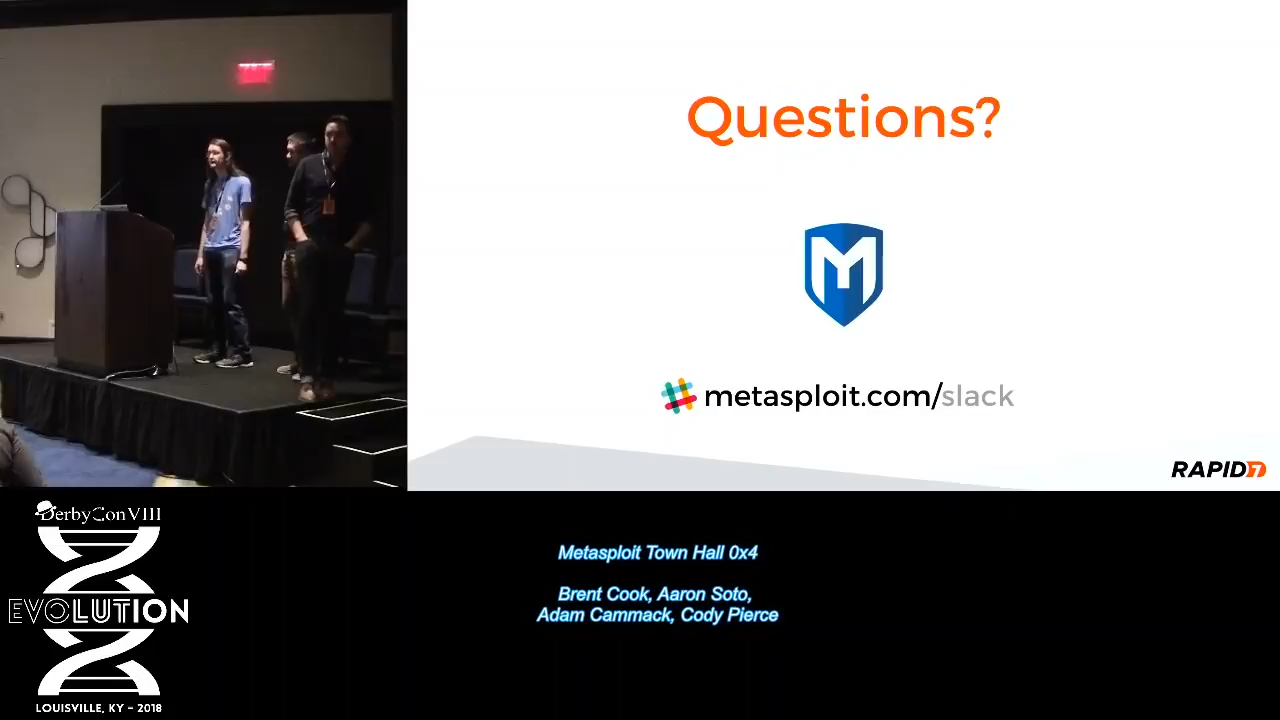 Questions?
metasploit.com/slack
RAPID7
DerbyCon VIII
EVOLUTION
LOUISVILLE, KY - 2018
Metasploit Town Hall 0x4
Brent Cook, Aaron Soto,
Adam Cammack, Cody Pierce